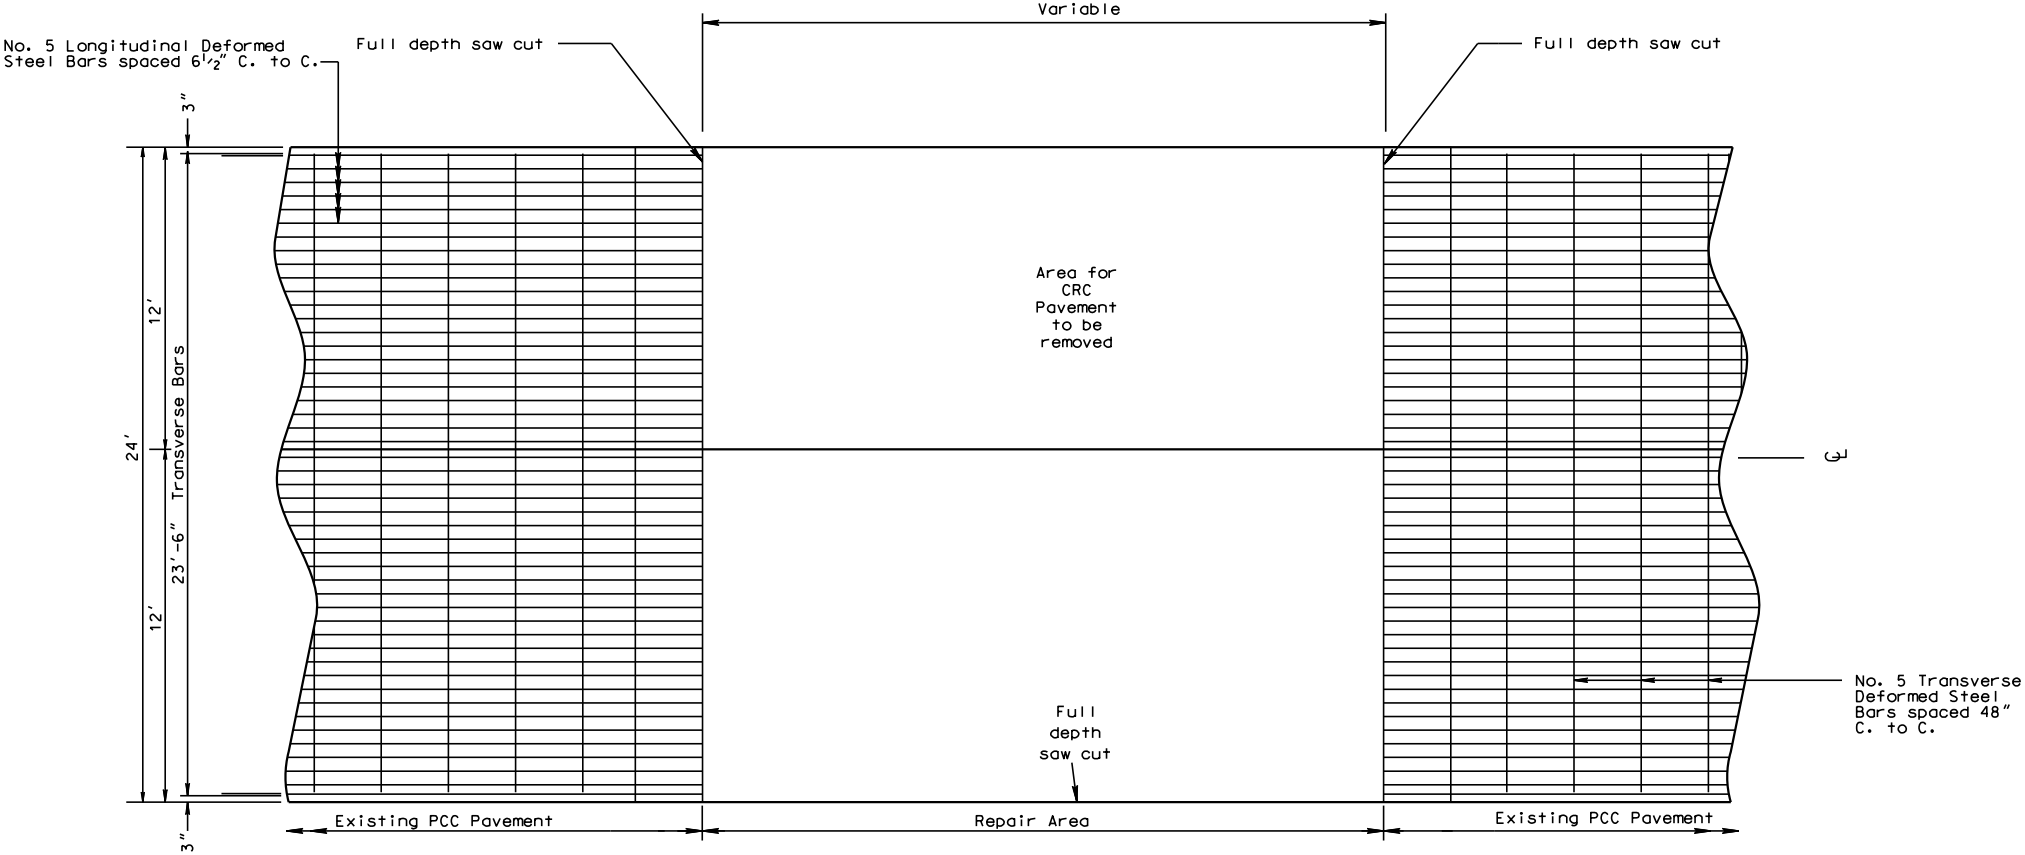 Variable
No. 5 Longitudinal Deformed
Steel Bars spaced 6½" C. to C.
Full depth saw cut
Full depth saw cut
3"
12'
24'
23'-6" Transverse Bars
12'
3"
Area for
CRC
Pavement
to be
removed
CL
No. 5 Transverse
Deformed Steel
Bars spaced 48"
C. to C.
Full
depth
saw cut
Existing PCC Pavement
Repair Area
Existing PCC Pavement